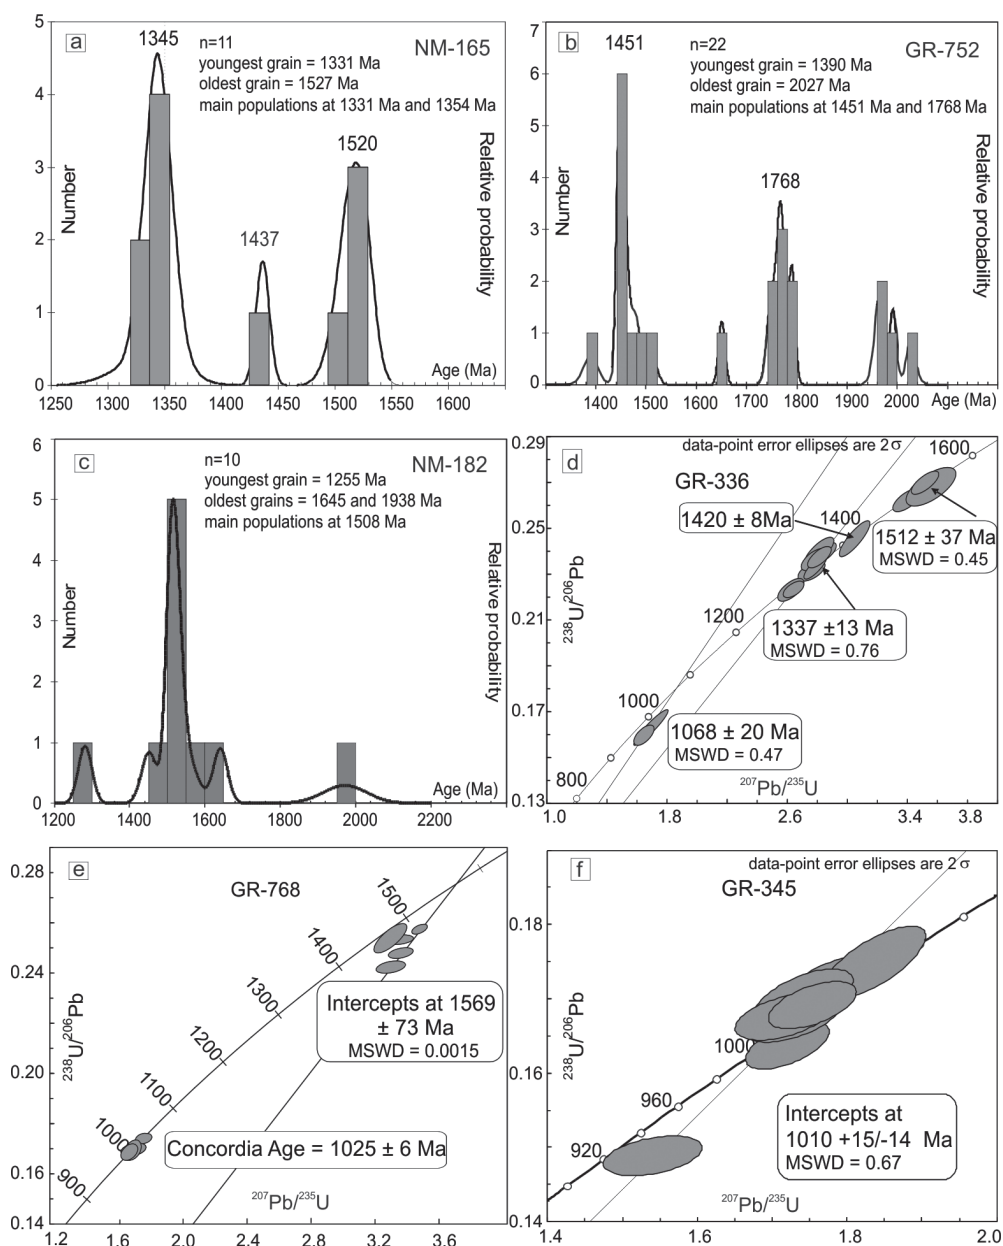 a
1345
n=11
youngest grain = 1331 Ma
oldest grain = 1527 Ma
main populations at 1331 Ma and 1354 Ma
NM-165
1437
1520
Number
Relative probability
5
4
3
2
1
0
Age (Ma)
1250 1300 1350 1400 1450 1500 1550 1600
b
1451
n=22
youngest grain = 1390 Ma
oldest grain = 2027 Ma
main populations at 1451 Ma and 1768 Ma
GR-752
1768
Number
Relative probability
7
6
5
4
3
2
1
0
1400 1500 1600 1700 1800 1900 2000 Age (Ma)
c
n=10
youngest grain = 1255 Ma
oldest grains = 1645 and 1938 Ma
main populations at 1508 Ma
NM-182
Number
Relative probability
6
5
4
3
2
1
0
Age (Ma)
1200 1400 1600 1800 2000 2200
d
data-point error ellipses are 2σ
GR-336
1600
1420 ± 8Ma
1400
1512 ± 37 Ma
MSWD = 0.45
1200
1337 ±13 Ma
MSWD = 0.76
1000
1068 ± 20 Ma
MSWD = 0.47
800
²³⁸U/²⁰⁶Pb
²⁰⁷Pb/²³⁵U
0.29
0.25
0.21
0.17
0.13
1.0 1.8 2.6 3.4 3.8
e
GR-768
1500
1400
1300
1200
1100
1000
900
Intercepts at 1569
± 73 Ma
MSWD = 0.0015
Concordia Age = 1025 ± 6 Ma
²³⁸U/²⁰⁶Pb
²⁰⁷Pb/²³⁵U
0.28
0.24
0.20
0.16
0.14
1.2 1.6 2.0 2.4 2.8 3.2 3.6
f
data-point error ellipses are 2σ
GR-345
1000
960
920
Intercepts at
1010 +15/-14 Ma
MSWD = 0.67
²³⁸U/²⁰⁶Pb
²⁰⁷Pb/²³⁵U
0.18
0.16
0.14
1.4 1.6 1.8 2.0